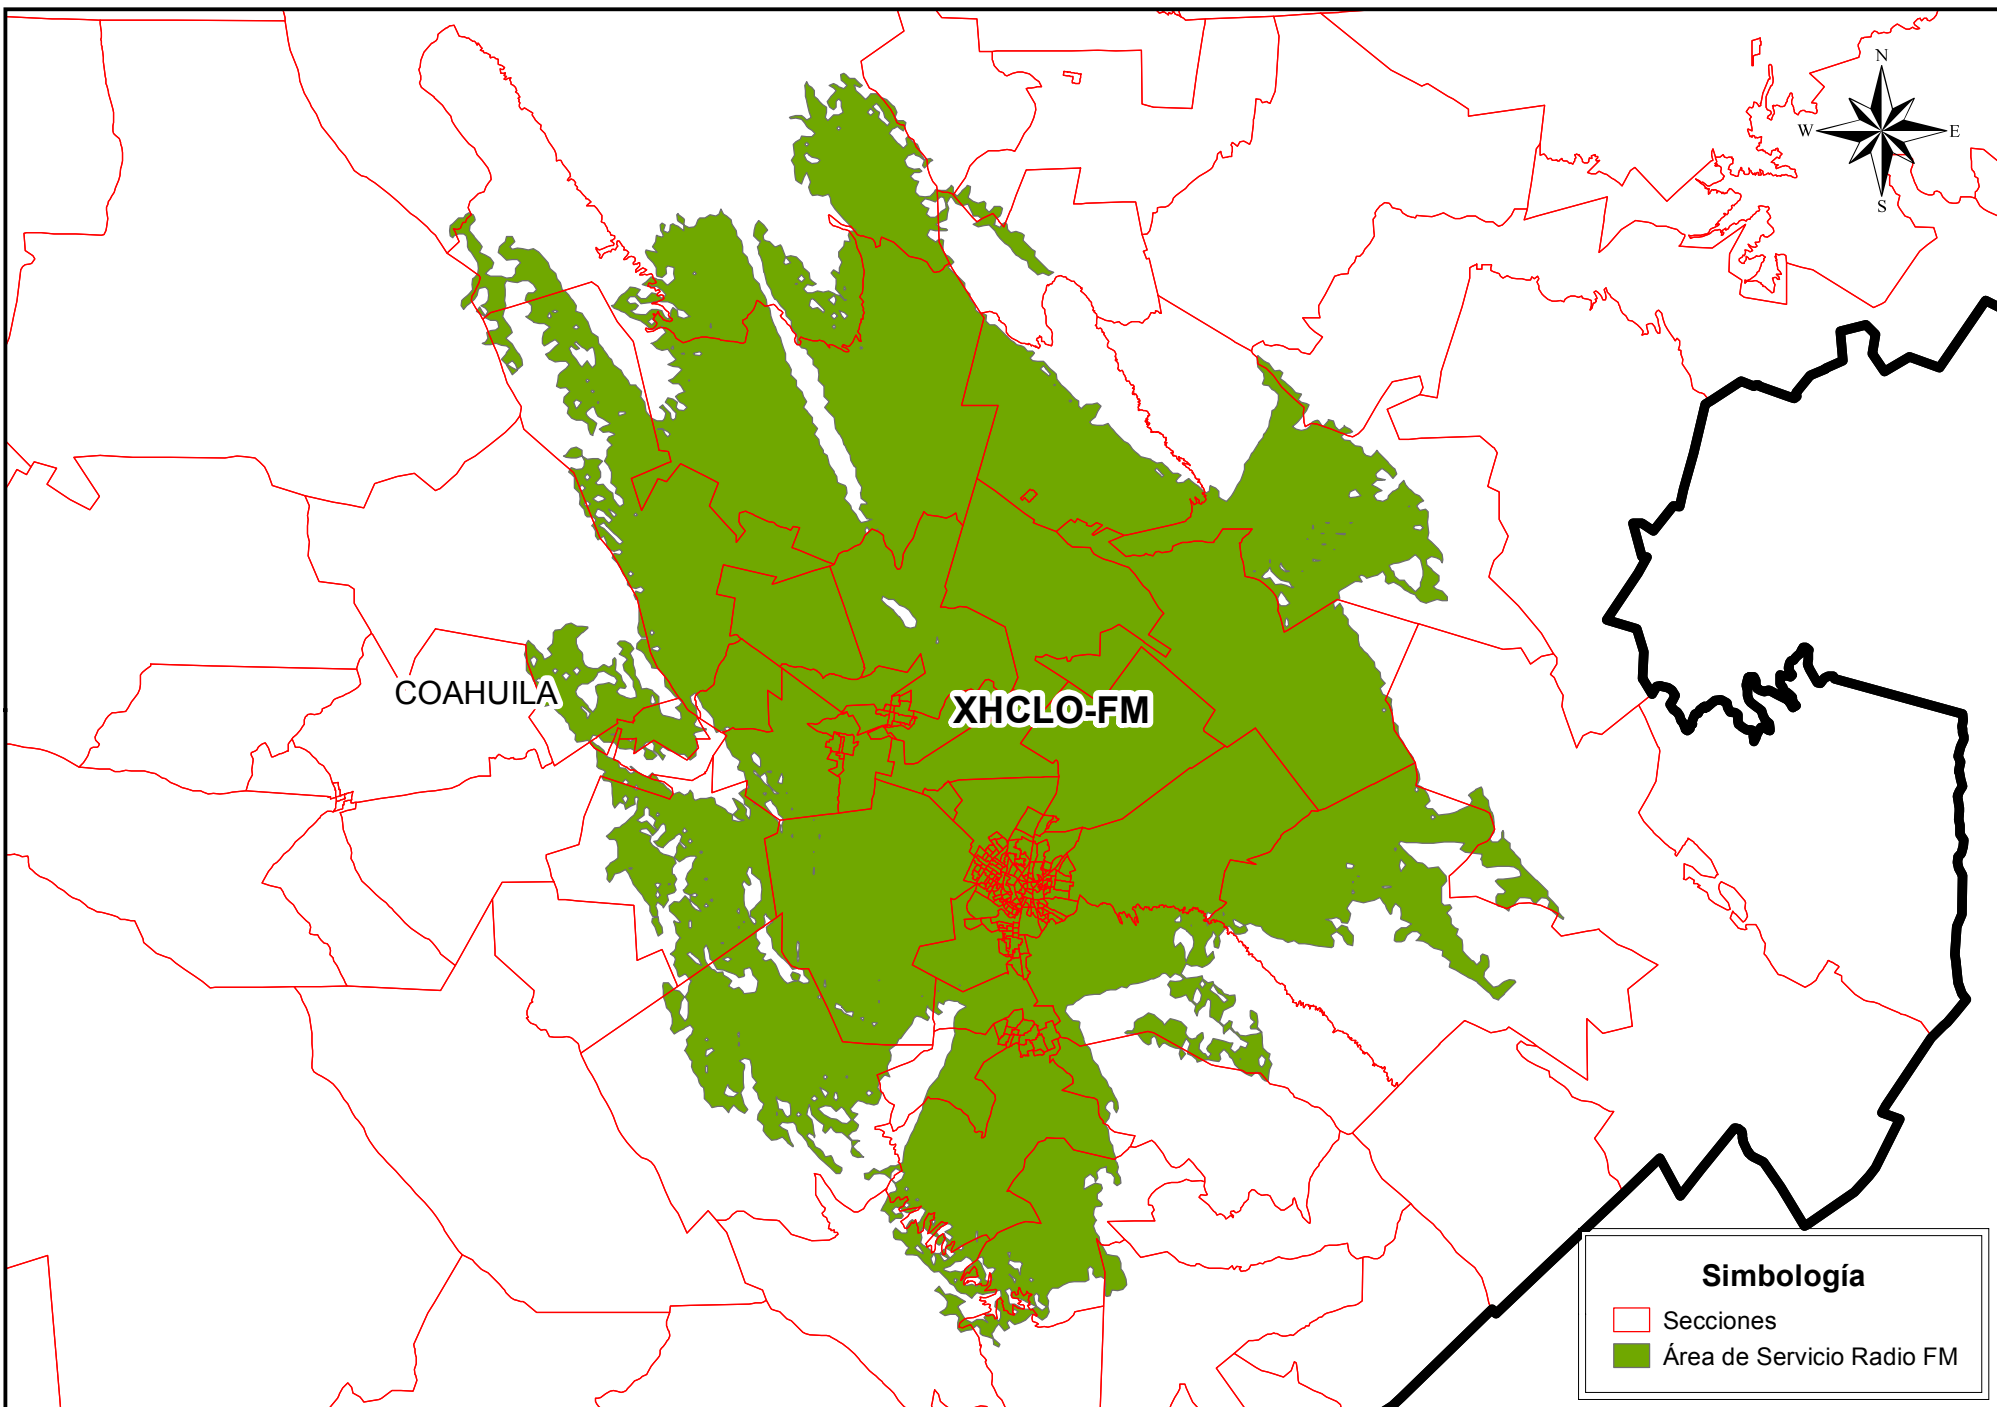 N
W E
S
COAHUILA
XHCLO-FM
Simbología
Secciones
Área de Servicio Radio FM